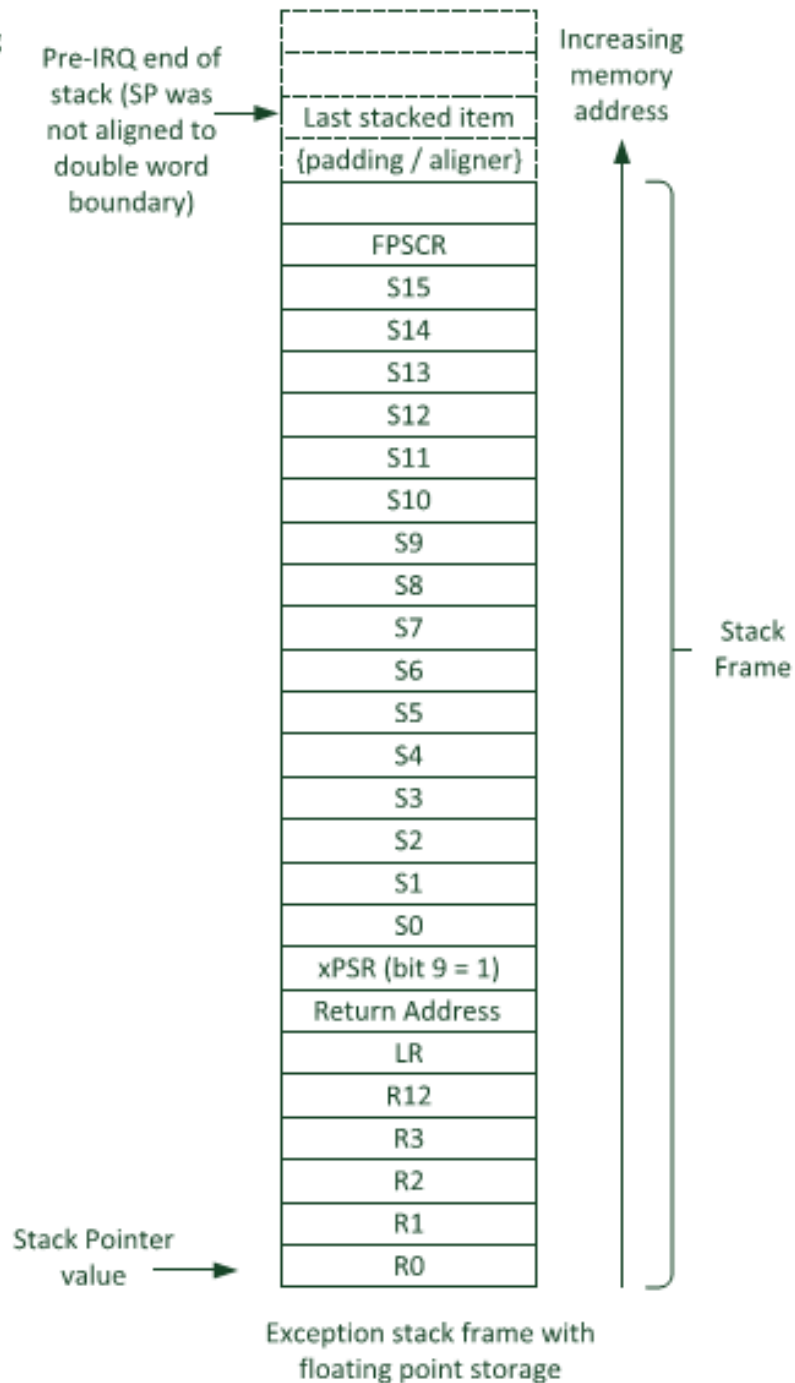 Pre-IRQ end of
stack (SP was
not aligned to
double word
boundary)
Increasing
memory
address
Last stacked item
{padding / aligner}
FPSCR
S15
S14
S13
S12
S11
S10
S9
S8
S7
S6
S5
S4
S3
S2
S1
S0
xPSR (bit 9 = 1)
Return Address
LR
R12
R3
R2
R1
R0
Stack
Frame
Stack Pointer
value
Exception stack frame with
floating point storage